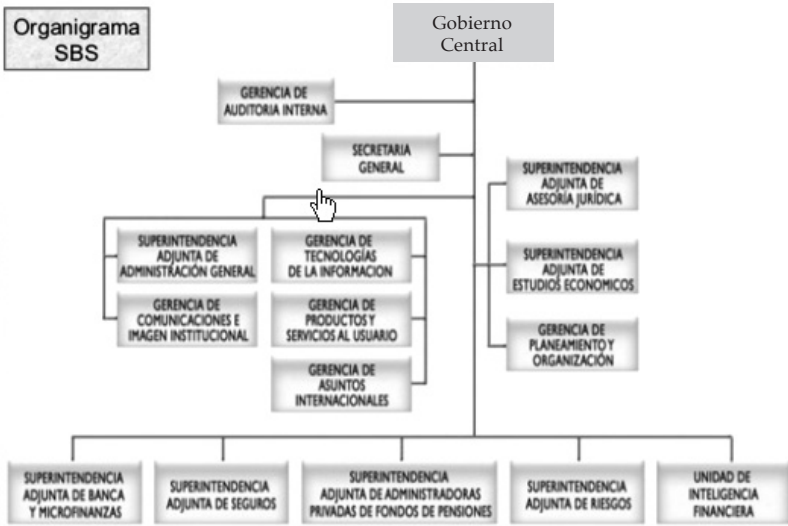 Organigrama
SBS
Gobierno
Central
GERENCIA DE
AUDITORIA INTERNA
SECRETARIA
GENERAL
SUPERINTENDENCIA
ADJUNTA DE
ASESORÍA JURÍDICA
SUPERINTENDENCIA
ADJUNTA DE
ADMINISTRACIÓN GENERAL
GERENCIA DE
TECNOLOGÍAS
DE LA INFORMACION
SUPERINTENDENCIA
ADJUNTA DE
ESTUDIOS ECONOMICOS
GERENCIA DE
COMUNICACIONES E
IMAGEN INSTITUCIONAL
GERENCIA DE
PRODUCTOS Y
SERVICIOS AL USUARIO
GERENCIA DE
PLANEAMIENTO Y
ORGANIZACIÓN
GERENCIA DE
ASUNTOS
INTERNACIONALES
SUPERINTENDENCIA
ADJUNTA DE BANCA
Y MICROFINANZAS
SUPERINTENDENCIA
ADJUNTA DE SEGUROS
SUPERINTENDENCIA
ADJUNTA DE ADMINISTRADORAS
PRIVADAS DE FONDOS DE PENSIONES
SUPERINTENDENCIA
ADJUNTA DE RIESGOS
UNIDAD DE
INTELIGENCIA
FINANCIERA